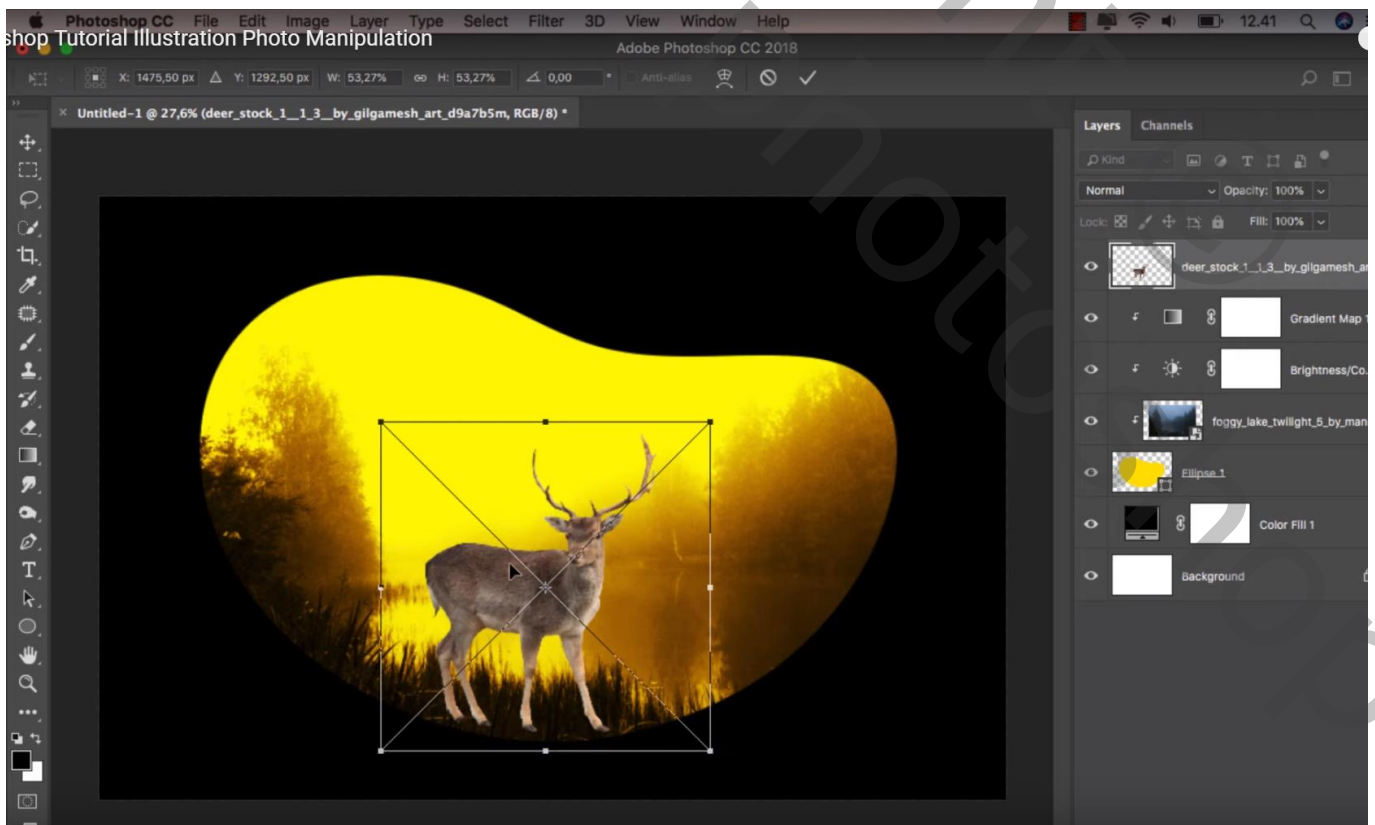 Photoshop CC File Edit Image Layer Type Select Filter 3D View Window Help 12.41
shop Tutorial Illustration Photo Manipulation
Adobe Photoshop CC 2018
X: 1475,50 px Y: 1292,50 px W: 53,27% H: 53,27% 0,00 ° Anti-alias
Untitled-1 @ 27,6% (deer_stock_1__1_3__by_gilgamesh_art_d9a7b5m, RGB/8) *
Layers Channels
Kind
Normal Opacity: 100%
Lock: Fill: 100%
deer_stock_1__1_3__by_gilgamesh_ar
Gradient Map 1
Brightness/Co..
foggy_lake_twilight_5_by_man
Ellipse 1
Color Fill 1
Background